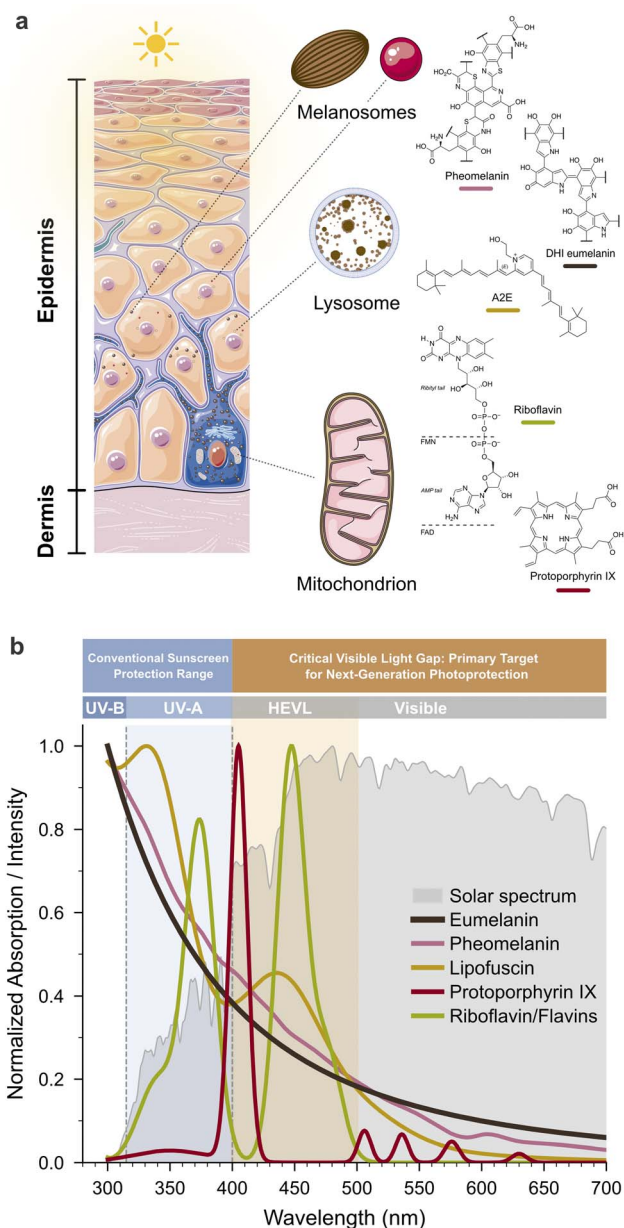 a
Epidermis
Dermis
Melanosomes
Lysosome
Mitochondrion
Pheomelanin
DHI eumelanin
A2E
Riboflavin
Ribityl tail
FMN
AMP tail
FAD
Protoporphyrin IX
b
Conventional Sunscreen
Protection Range
Critical Visible Light Gap: Primary Target
for Next-Generation Photoprotection
UV-B
UV-A
HEVL
Visible
Normalized Absorption / Intensity
1.0
0.8
0.6
0.4
0.2
0.0
Solar spectrum
Eumelanin
Pheomelanin
Lipofuscin
Protoporphyrin IX
Riboflavin/Flavins
300 350 400 450 500 550 600 650 700
Wavelength (nm)